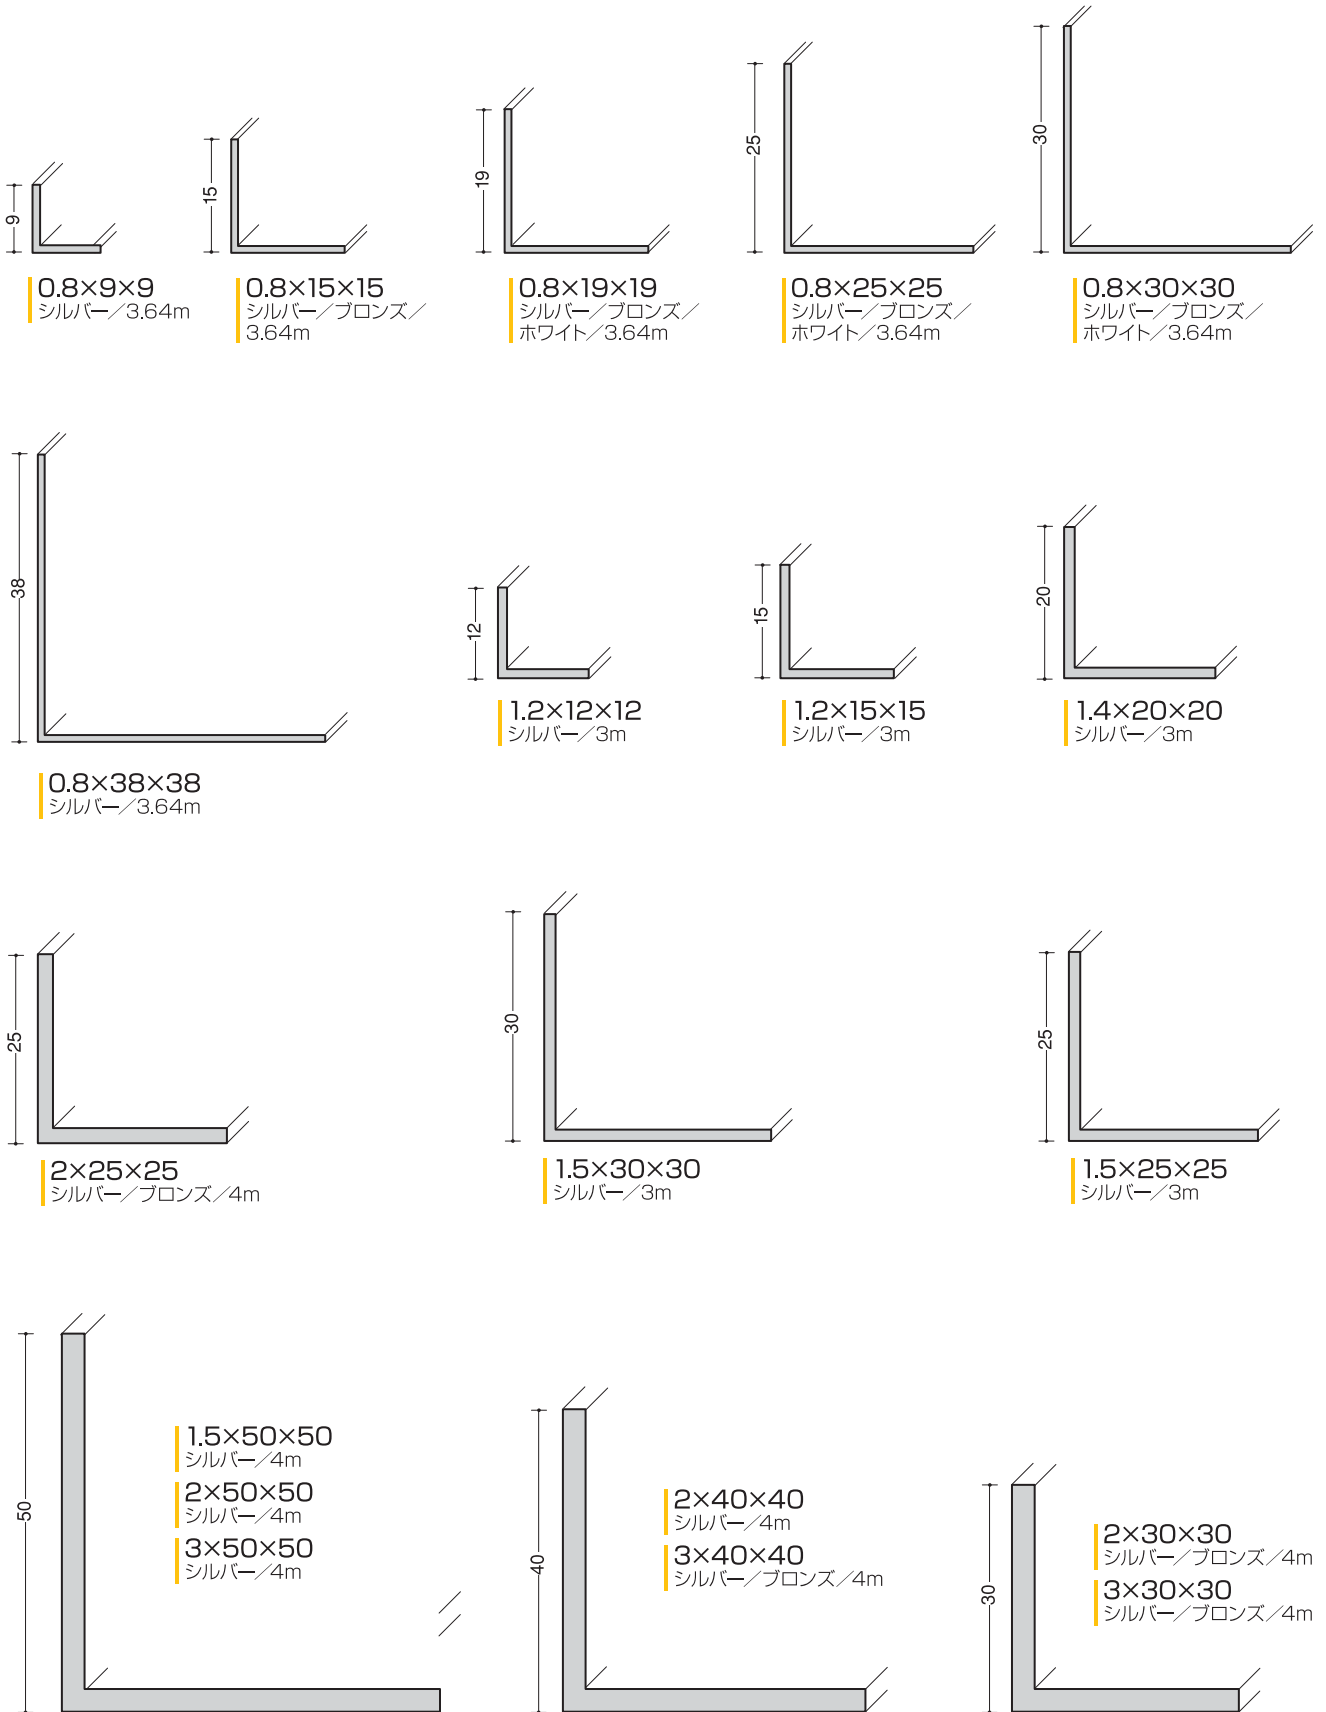 9
15
19
25
30
0.8×9×9
シルバー／3.64m
0.8×15×15
シルバー／ブロンズ／
3.64m
0.8×19×19
シルバー／ブロンズ／
ホワイト／3.64m
0.8×25×25
シルバー／ブロンズ／
ホワイト／3.64m
0.8×30×30
シルバー／ブロンズ／
ホワイト／3.64m
38
12
15
20
0.8×38×38
シルバー／3.64m
1.2×12×12
シルバー／3m
1.2×15×15
シルバー／3m
1.4×20×20
シルバー／3m
25
30
25
2×25×25
シルバー／ブロンズ／4m
1.5×30×30
シルバー／3m
1.5×25×25
シルバー／3m
50
1.5×50×50
シルバー／4m
2×50×50
シルバー／4m
3×50×50
シルバー／4m
40
2×40×40
シルバー／4m
3×40×40
シルバー／ブロンズ／4m
30
2×30×30
シルバー／ブロンズ／4m
3×30×30
シルバー／ブロンズ／4m